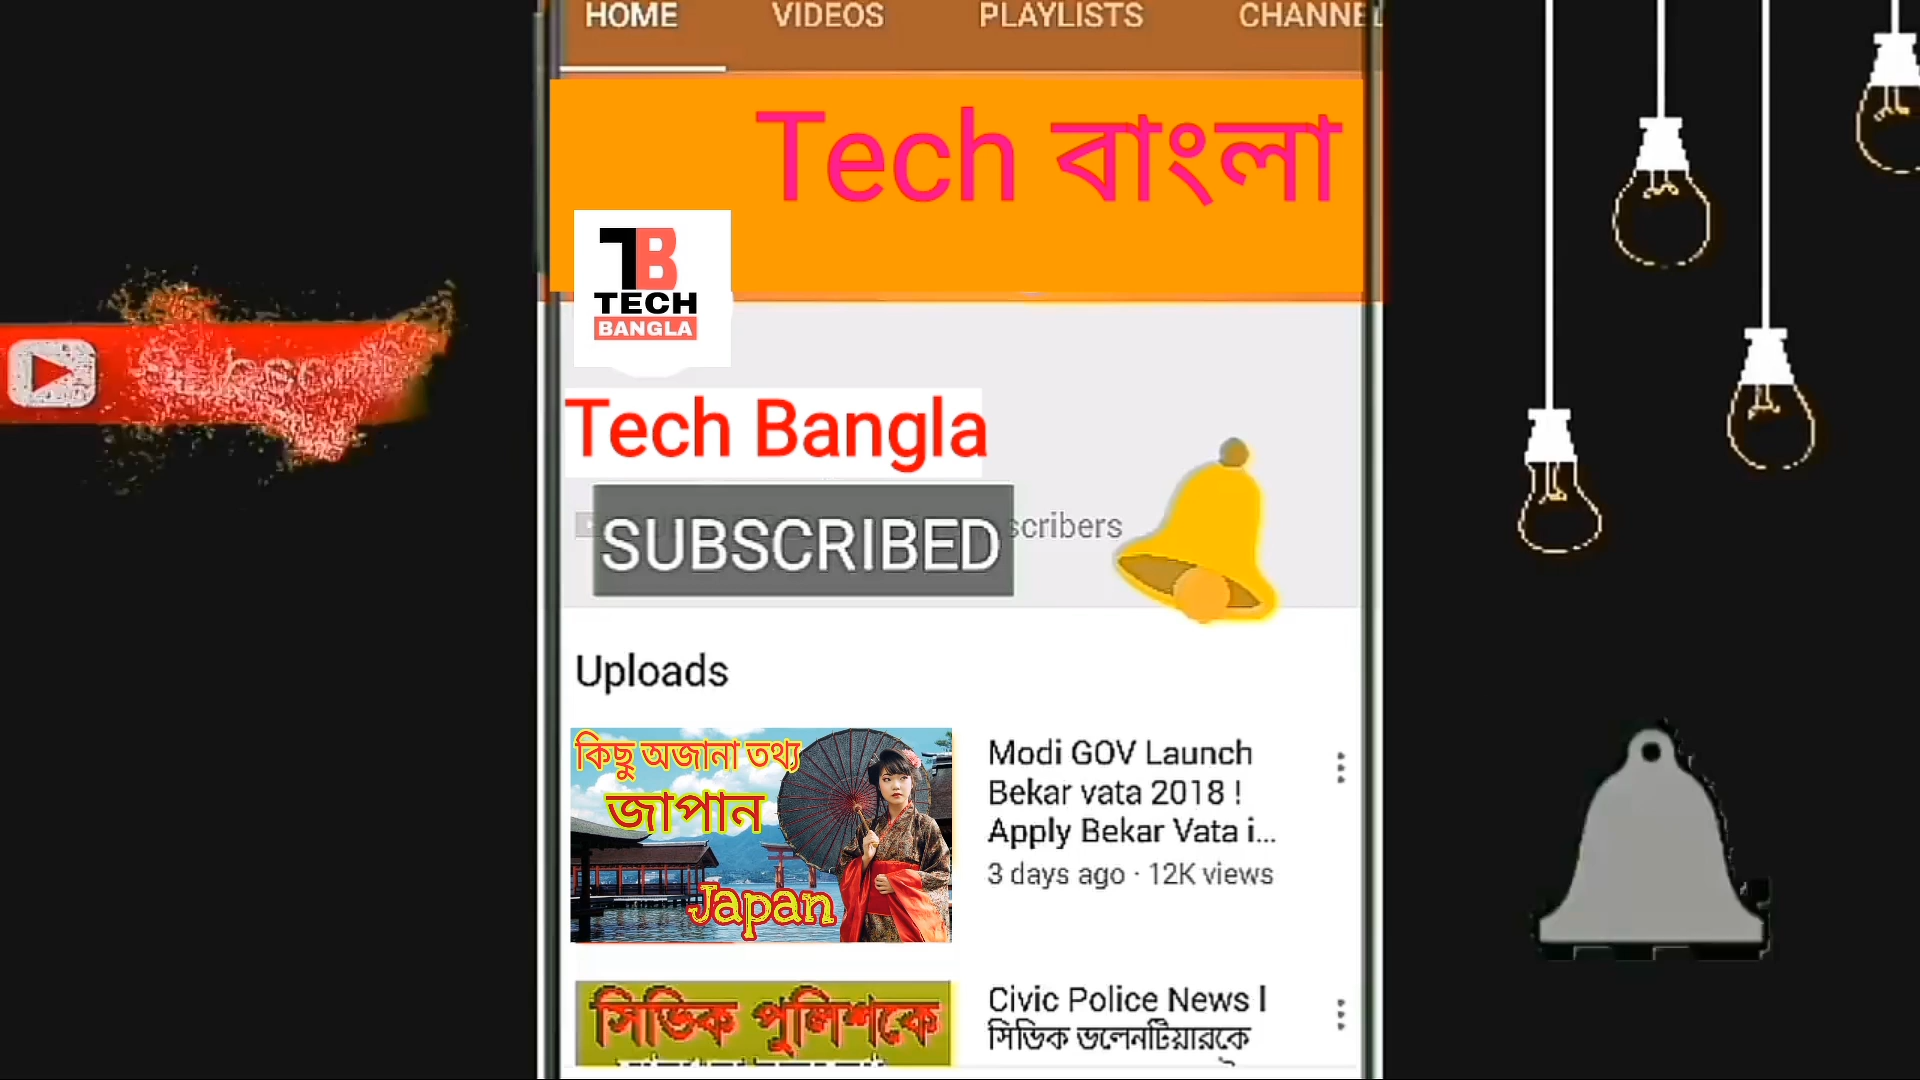 HOME VIDEOS PLAYLISTS CHANNEL
Tech বাংলা
TB
TECH
BANGLA
Tech Bangla
SUBSCRIBED
scribers
Uploads
কিছু অজানা তথ্য
জাপান
Japan
Modi GOV Launch
Bekar vata 2018 !
Apply Bekar Vata i...
3 days ago · 12K views
সিভিক পুলিশকে
Civic Police News l
সিভিক ভলেনটিয়ারকে